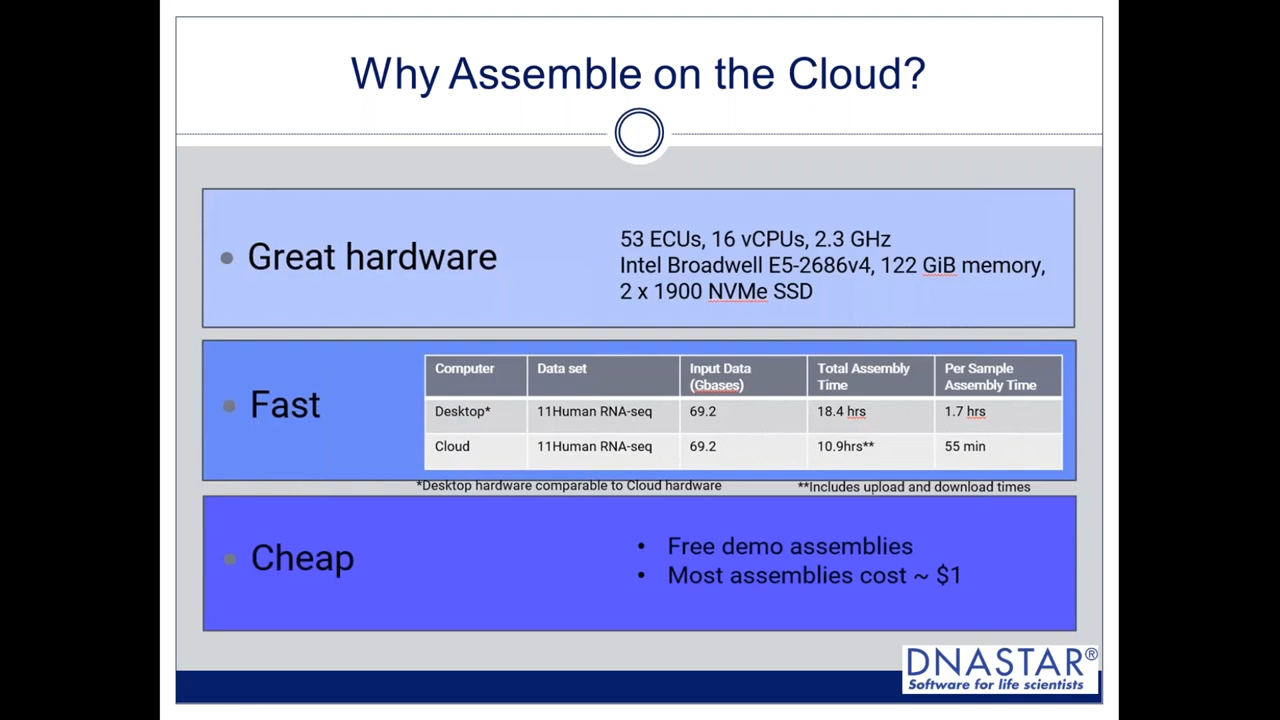 Why Assemble on the Cloud?
• Great hardware
53 ECUs, 16 vCPUs, 2.3 GHz
Intel Broadwell E5-2686v4, 122 GiB memory,
2 x 1900 NVMe SSD
• Fast
Computer Data set Input Data (Gbases) Total Assembly Time Per Sample Assembly Time
Desktop* 11Human RNA-seq 69.2 18.4 hrs 1.7 hrs
Cloud 11Human RNA-seq 69.2 10.9hrs** 55 min
*Desktop hardware comparable to Cloud hardware **Includes upload and download times
• Cheap
• Free demo assemblies
• Most assemblies cost ~ $1
DNASTAR®
Software for life scientists